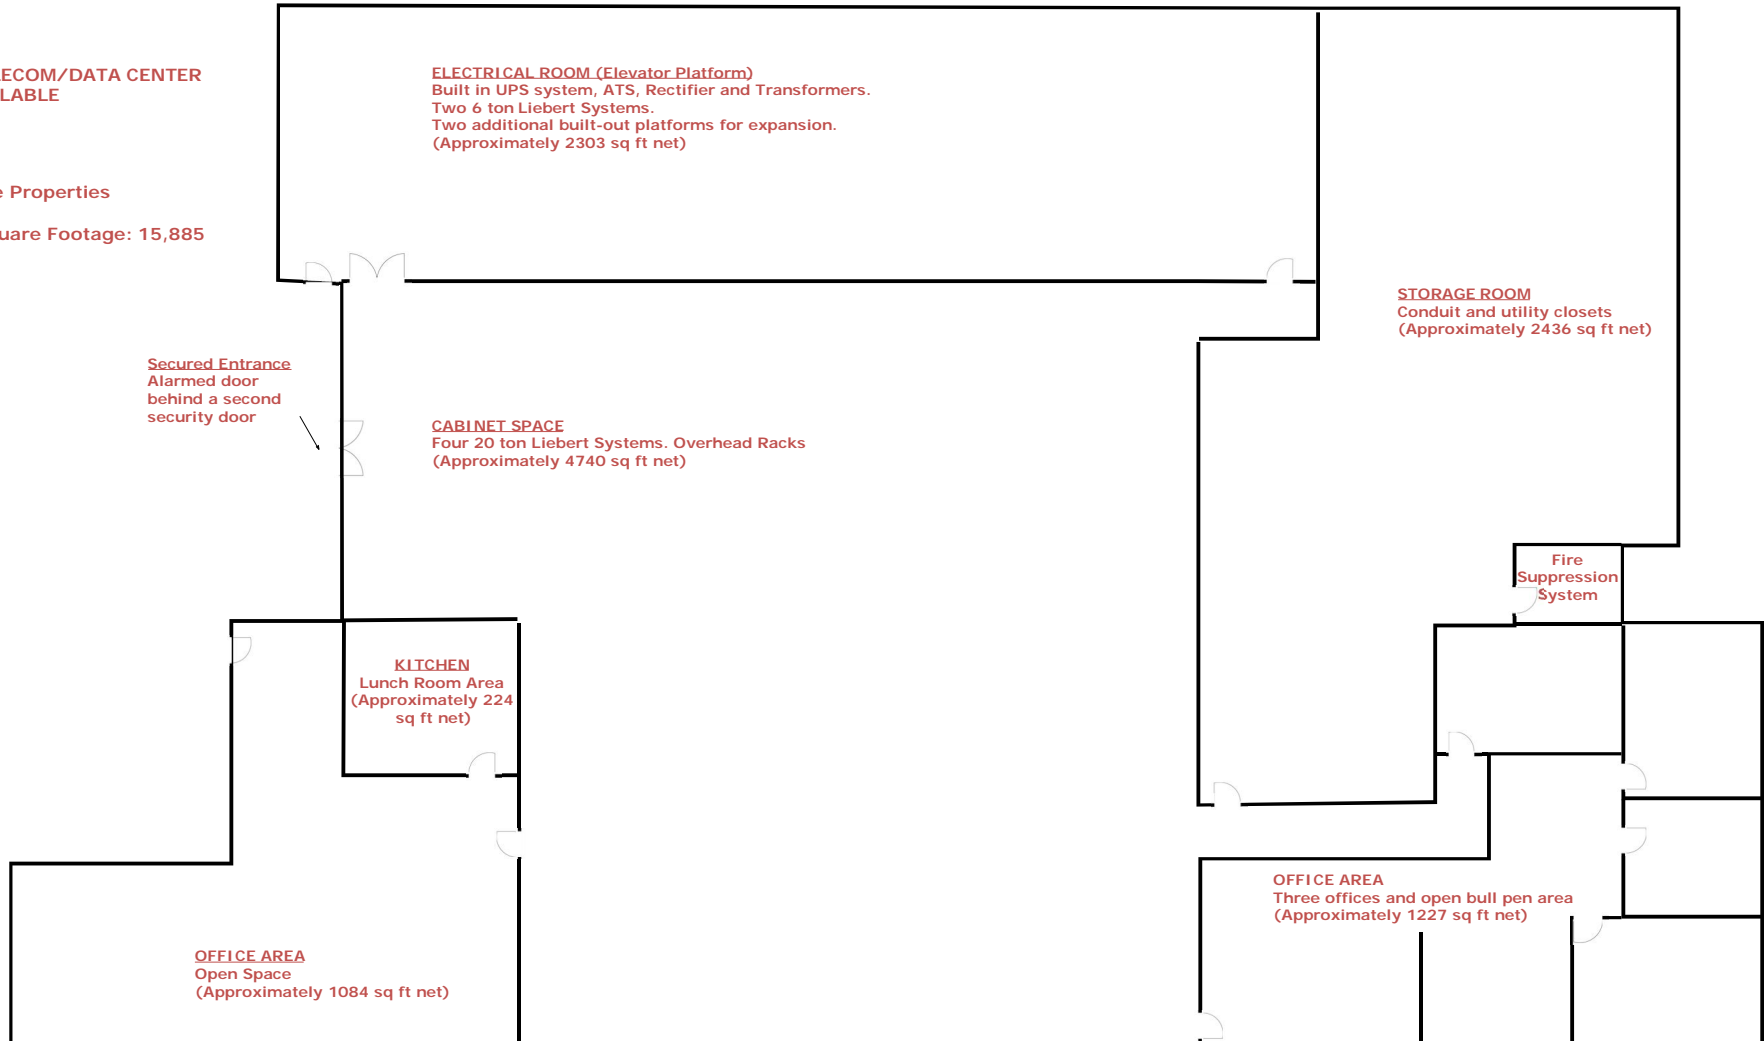 ECOM/DATA CENTER
LABLE
e Properties
uare Footage: 15,885
ELECTRICAL ROOM (Elevator Platform)
Built in UPS system, ATS, Rectifier and Transformers.
Two 6 ton Liebert Systems.
Two additional built-out platforms for expansion.
(Approximately 2303 sq ft net)
STORAGE ROOM
Conduit and utility closets
(Approximately 2436 sq ft net)
Secured Entrance
Alarmed door
behind a second
security door
CABINET SPACE
Four 20 ton Liebert Systems. Overhead Racks
(Approximately 4740 sq ft net)
Fire
Suppression
System
KITCHEN
Lunch Room Area
(Approximately 224
sq ft net)
OFFICE AREA
Three offices and open bull pen area
(Approximately 1227 sq ft net)
OFFICE AREA
Open Space
(Approximately 1084 sq ft net)